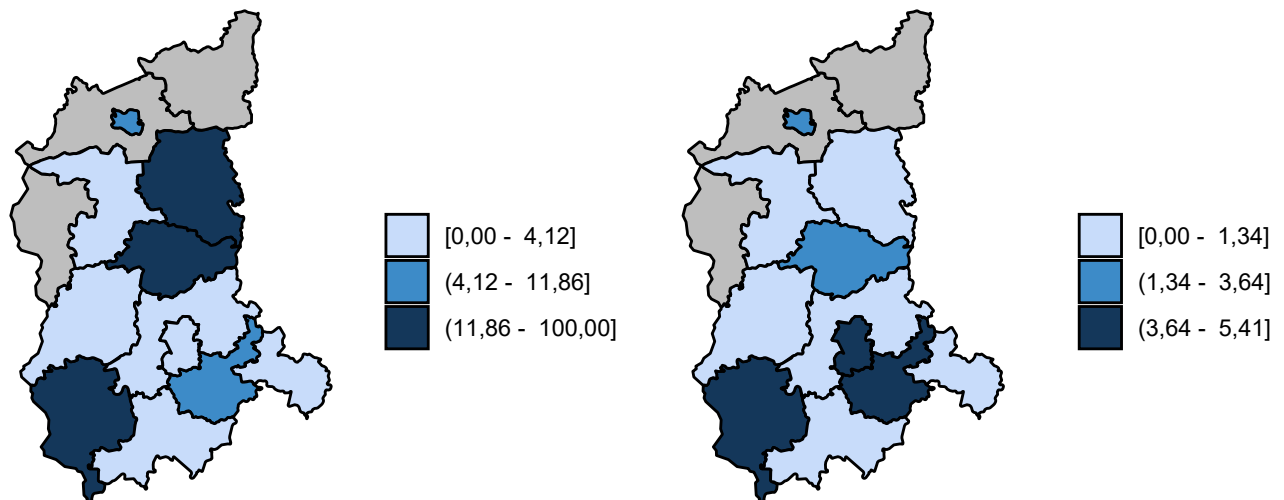 [0,00 - 4,12]
(4,12 - 11,86]
(11,86 - 100,00]
[0,00 - 1,34]
(1,34 - 3,64]
(3,64 - 5,41]